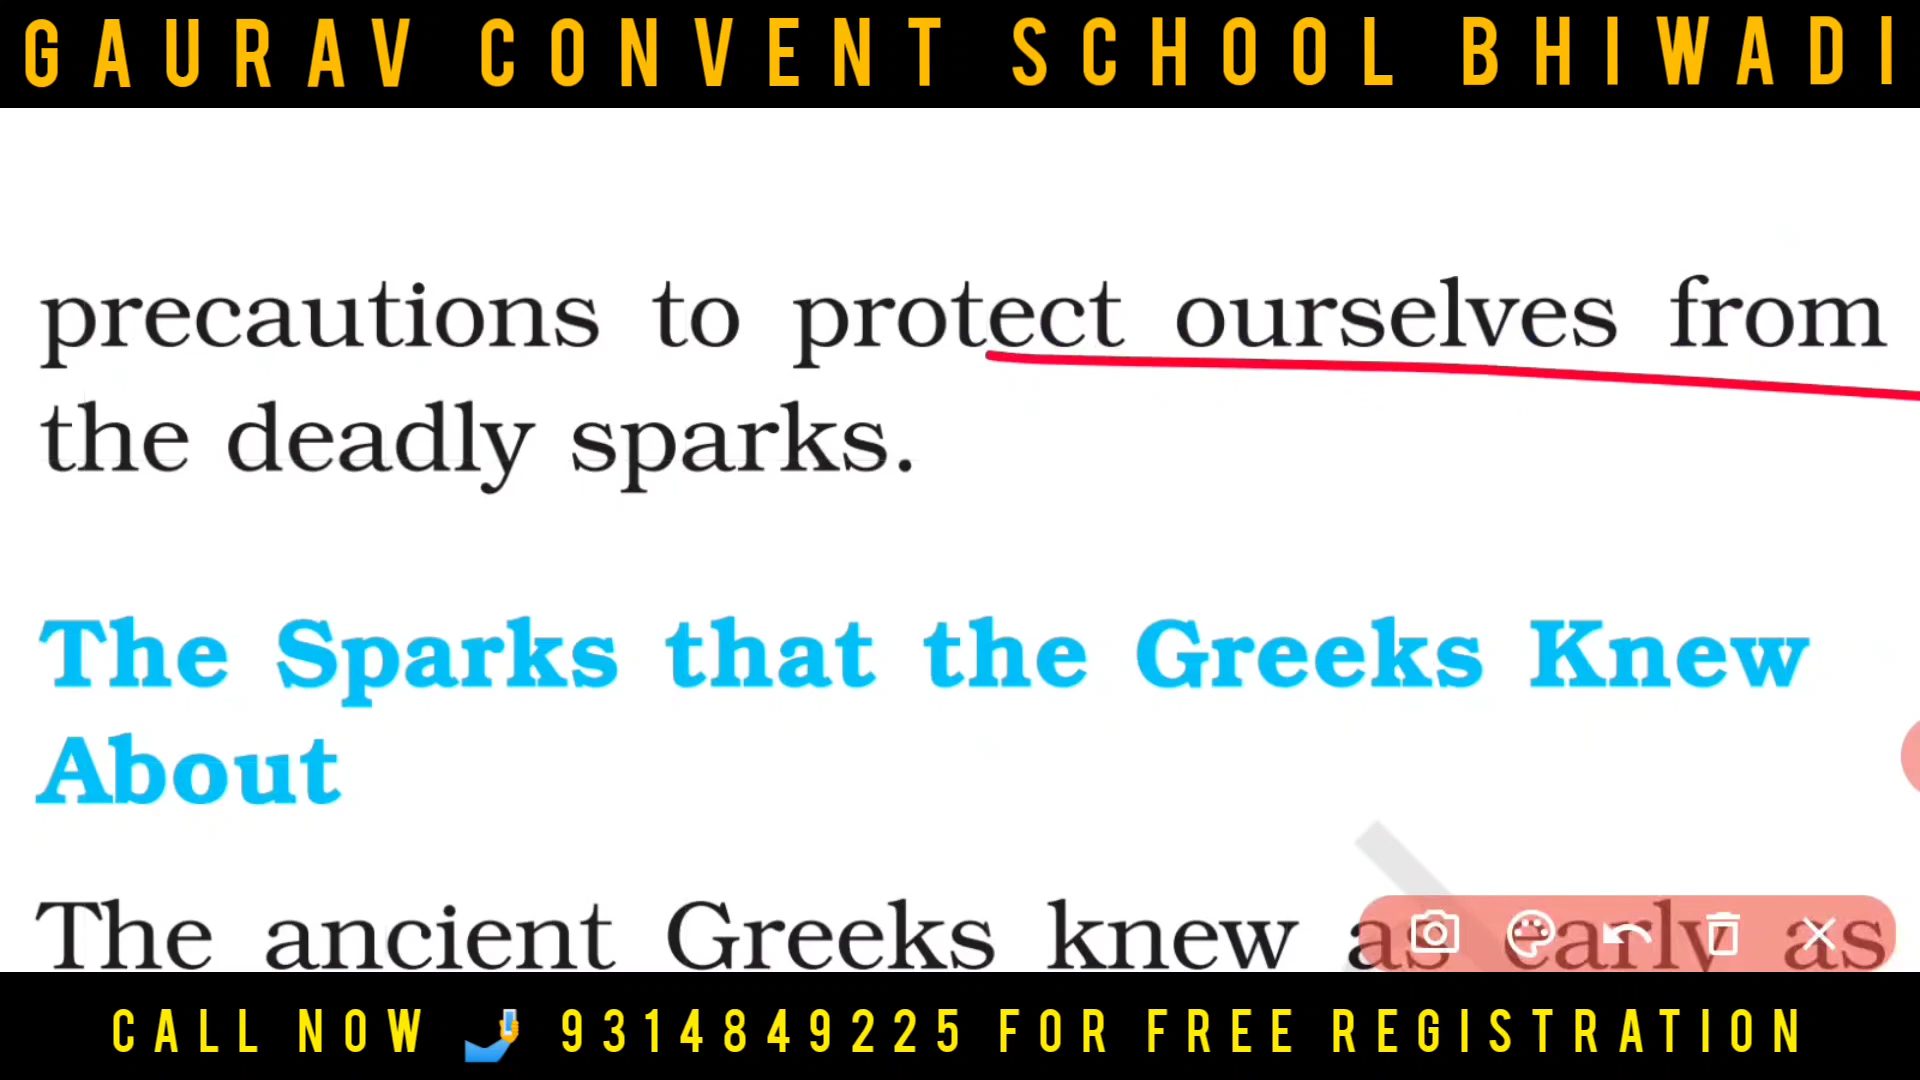 GAURAV CONVENT SCHOOL BHIWADI
precautions to protect ourselves from
the deadly sparks.
The Sparks that the Greeks Knew
About
The ancient Greeks knew as early as
CALL NOW 9314849225 FOR FREE REGISTRATION